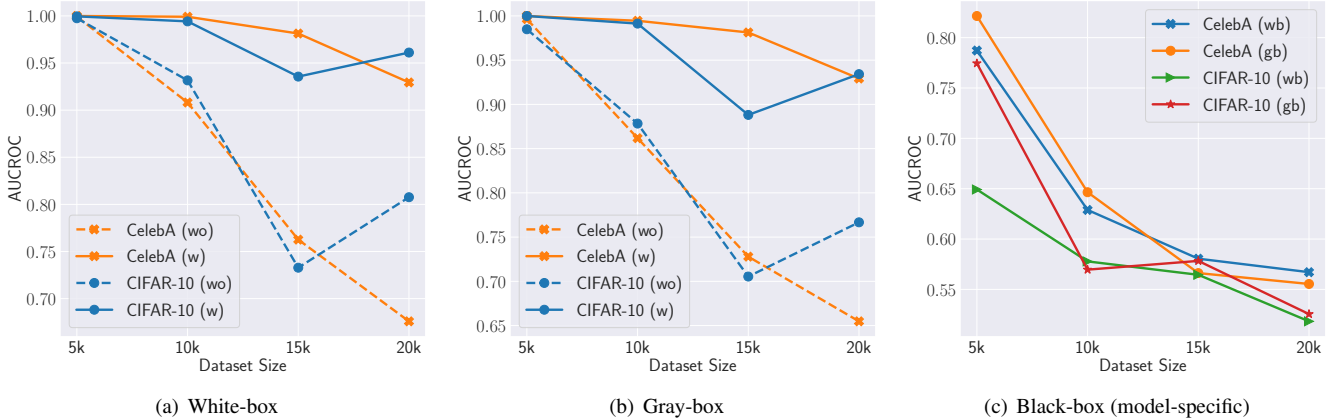 AUCROC
1.00
0.95
0.90
0.85
0.80
0.75
0.70
CelebA (wo)
CelebA (w)
CIFAR-10 (wo)
CIFAR-10 (w)
5k 10k 15k 20k
Dataset Size
(a) White-box
AUCROC
1.00
0.95
0.90
0.85
0.80
0.75
0.70
0.65
CelebA (wo)
CelebA (w)
CIFAR-10 (wo)
CIFAR-10 (w)
5k 10k 15k 20k
Dataset Size
(b) Gray-box
AUCROC
0.80
0.75
0.70
0.65
0.60
0.55
CelebA (wb)
CelebA (gb)
CIFAR-10 (wb)
CIFAR-10 (gb)
5k 10k 15k 20k
Dataset Size
(c) Black-box (model-specific)